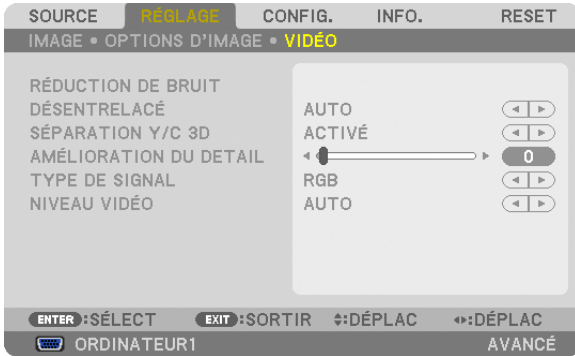 SOURCE RÉGLAGE CONFIG. INFO. RESET
IMAGE • OPTIONS D'IMAGE • VIDÉO
RÉDUCTION DE BRUIT
DÉSENTRELACÉ AUTO
SÉPARATION Y/C 3D ACTIVÉ
AMÉLIORATION DU DETAIL 0
TYPE DE SIGNAL RGB
NIVEAU VIDÉO AUTO
ENTER :SÉLECT EXIT :SORTIR :DÉPLAC :DÉPLAC
ORDINATEUR1 AVANCÉ